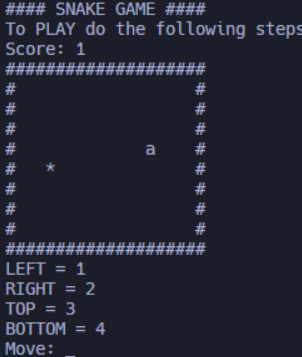 #### SNAKE GAME ####
To PLAY do the following steps
Score: 1
####################
#                  #
#                  #
#                  #
#             a    #
#   *              #
#                  #
#                  #
#                  #
####################
LEFT = 1
RIGHT = 2
TOP = 3
BOTTOM = 4
Move: _